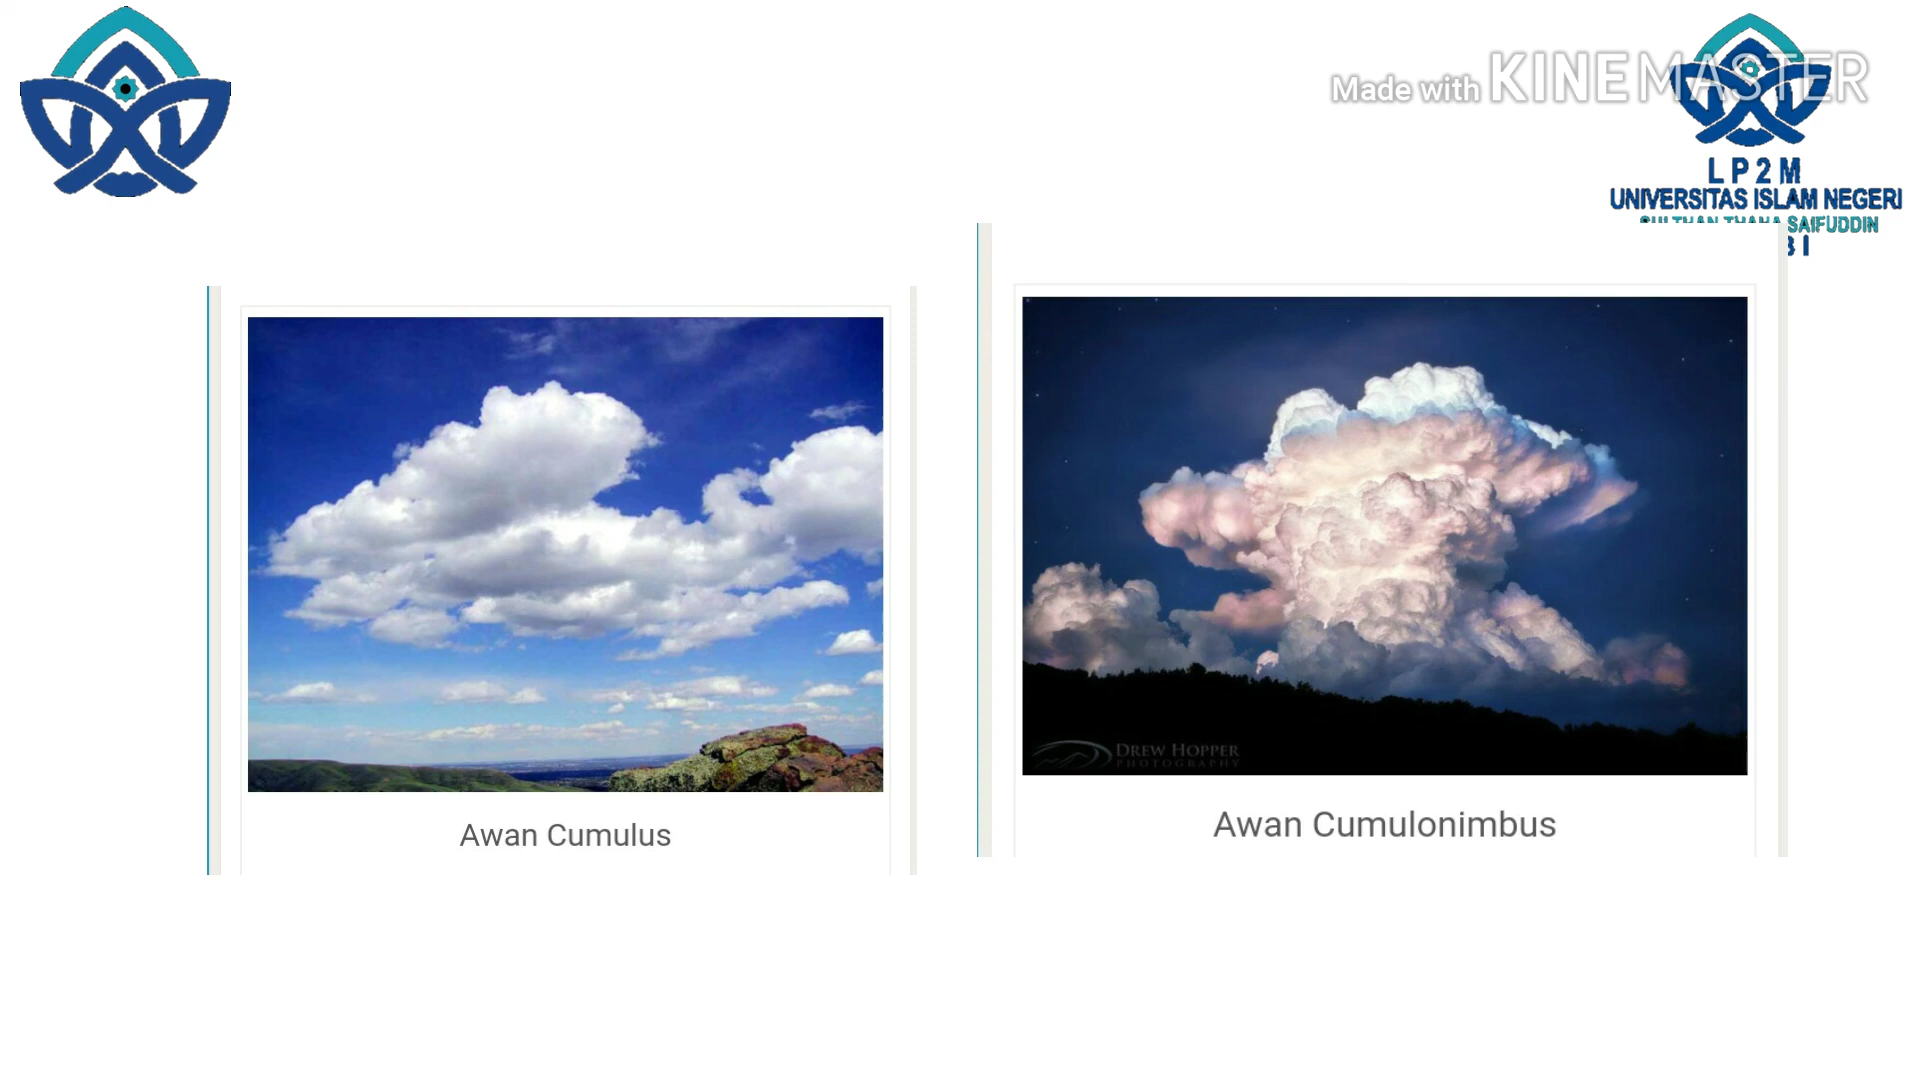 Made with KINEMASTER
LP2M
UNIVERSITAS ISLAM NEGERI
SULTHAN THAHA SAIFUDDIN
DREW HOPPER
PHOTOGRAPHY
Awan Cumulus
Awan Cumulonimbus